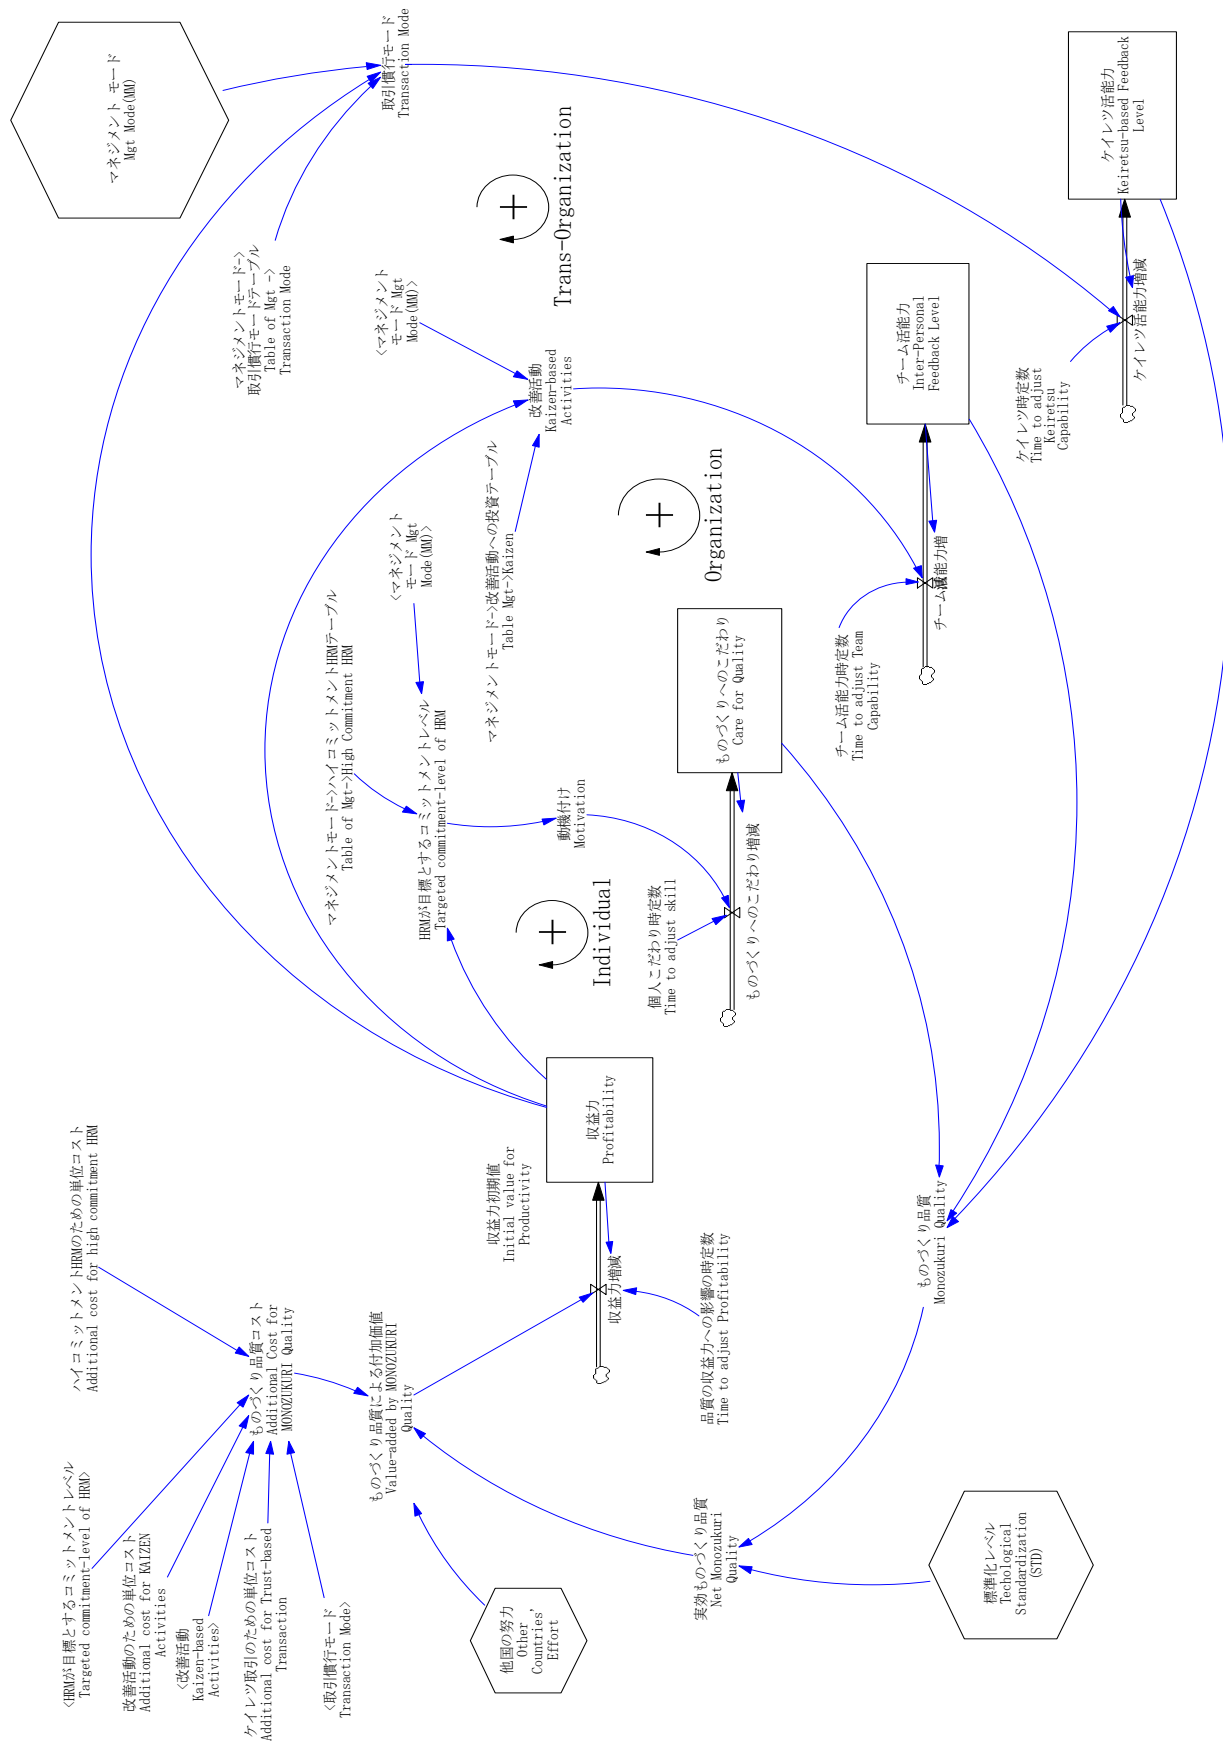 <HRMが目標とするコミットメントレベル
Targeted commitment-level of HRM>
改善活動のための単位コスト
Additional cost for KAIZEN
Activities
<改善活動
Kaizen-based
Activities>
ケイレツ取引のための単位コスト
Additional cost for Trust-based
Transaction
<取引慣行モード
Transaction Mode>
ハイコミットメントHRMのための単位コスト
Additional cost for high commitment HRM
ものづくり品質コスト
Additional Cost for
MONOZUKURI Quality
ものづくり品質による付加価値
Value-added by MONOZUKURI
Quality
他国の努力
Other
Countries'
Effort
実効ものづくり品質
Net Monozukuri
Quality
標準化レベル
Techological
Standardization
(STD)
収益力初期値
Initial value for
Productivity
収益力
Profitability
収益力増減
品質の収益力への影響の時定数
Time to adjust Profitability
ものづくり品質
Monozukuri Quality
マネジメントモード->ハイコミットメントHRMテーブル
Table of Mgt->High Commitment HRM
<マネジメント
モード Mgt
Mode(MM)>
HRMが目標とするコミットメントレベル
Targeted commitment-level of HRM
動機付け
Motivation
Individual
個人こだわり時定数
Time to adjust skill
ものづくりへのこだわり
Care for Quality
ものづくりへのこだわり増減
マネジメントモード->改善活動への投資テーブル
Table Mgt->Kaizen
<マネジメント
モード Mgt
Mode(MM)>
改善活動
Kaizen-based
Activities
Organization
チーム活能力時定数
Time to adjust Team
Capability
チーム活能力増
減
チーム活能力
Inter-Personal
Feedback Level
マネジメント モード
Mgt Mode(MM)
マネジメントモード->
取引慣行モードテーブル
Table of Mgt ->
Transaction Mode
取引慣行モード
Transaction Mode
Trans-Organization
ケイレツ時定数
Time to adjust
Keiretsu
Capability
ケイレツ活能力増減
ケイレツ活能力
Keiretsu-based Feedback
Level